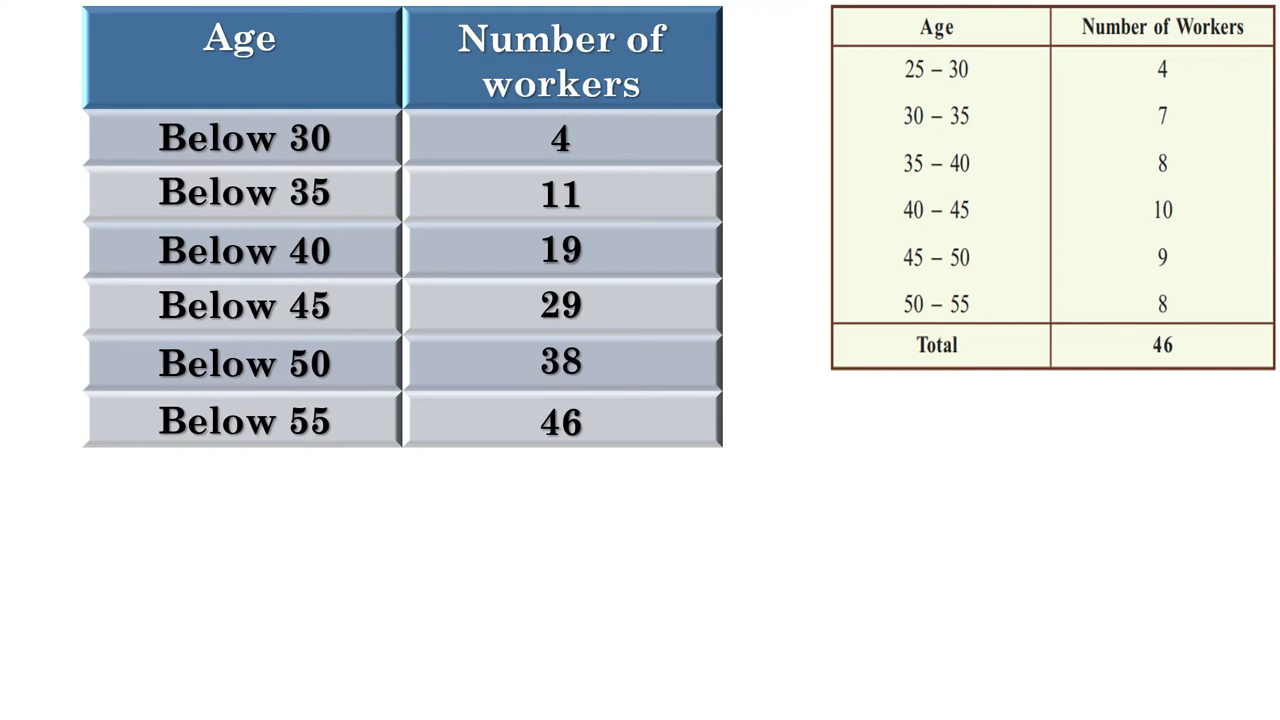 Age Number of workers
Below 30 4
Below 35 11
Below 40 19
Below 45 29
Below 50 38
Below 55 46
Age Number of Workers
25 – 30 4
30 – 35 7
35 – 40 8
40 – 45 10
45 – 50 9
50 – 55 8
Total 46